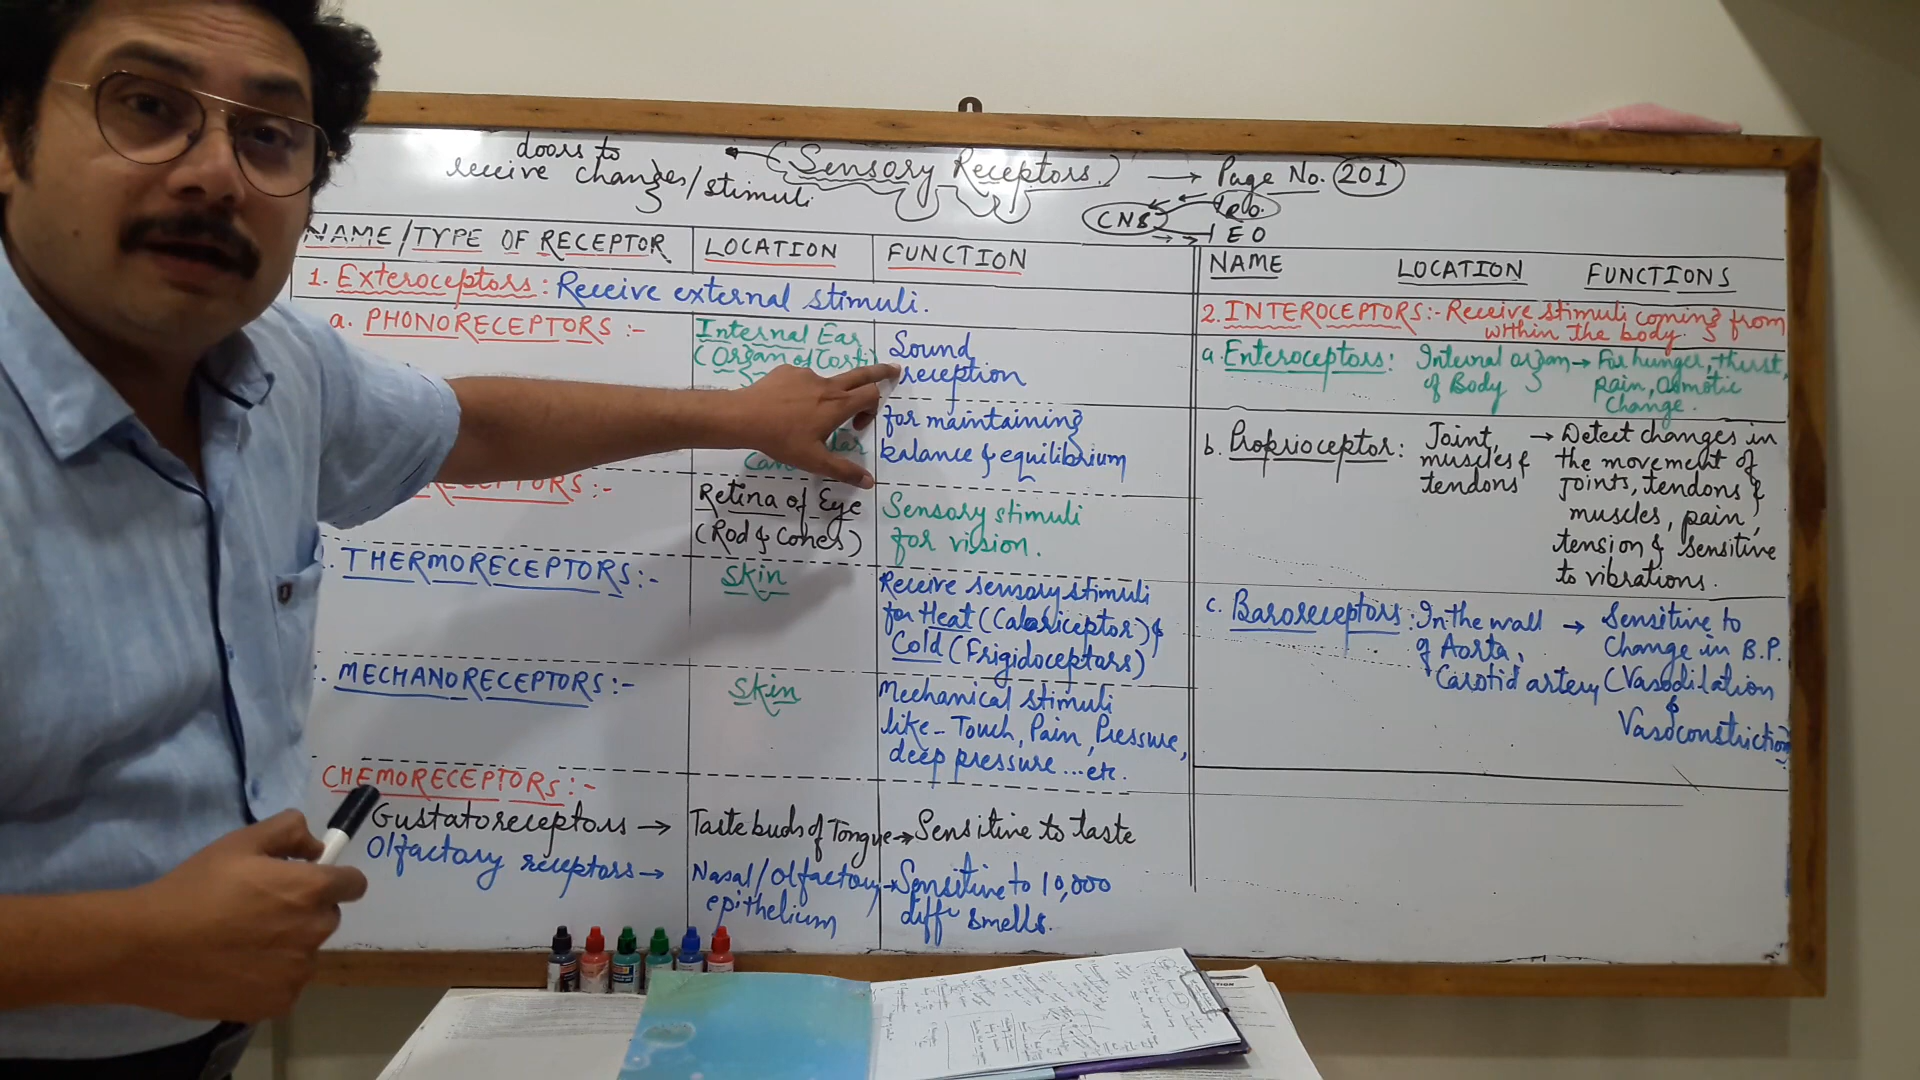 doors to
receive changes/stimuli
(Sensory Receptors.) → Page No. 201
CNS
EO
NAME/TYPE OF RECEPTOR LOCATION FUNCTION
1. Exteroceptors: Receive external stimuli.
a. PHONORECEPTORS :- Internal Ear
(Organ of Corti) Sound
reception
for maintaining
balance & equilibrium
RECEPTORS :- Retina of Eye
(Rod & Cones) Sensory stimuli
for vission.
THERMORECEPTORS :- Skin Receive sensory stimuli
for Heat (Caloriceptor) &
Cold (Frigidoceptors)
MECHANORECEPTORS :- Skin Mechanical stimuli
like - Touch, Pain, Pressure,
deep pressure ... etc.
CHEMORECEPTORS :-
Gustatoreceptors → Taste buds of Tongue → Sensitive to taste
Olfactory receptors → Nasal/Olfactory
epithelium → Sensitive to 10,000
diff smells.
NAME LOCATION FUNCTIONS
2. INTEROCEPTORS :- Receive stimuli coming from
within the body.
a. Enteroceptors : Internal organ
of Body → For hunger, thirst,
pain, Osmotic
Change.
b. Proprioceptor : Joint,
muscles &
tendons → Detect changes in
the movement of
joints, tendons &
muscles, pain,
tension & sensitive
to vibrations.
c. Baroreceptors : In the wall
of Aorta,
Carotid artery → Sensitive to
Change in B.P.
(Vasodilation
&
Vasoconstriction